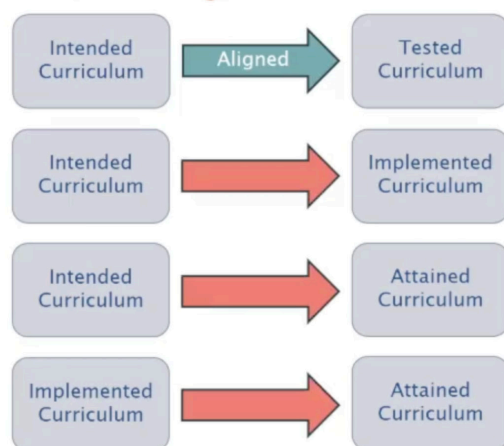 Intended
Curriculum
Aligned
Tested
Curriculum
Intended
Curriculum
Implemented
Curriculum
Intended
Curriculum
Attained
Curriculum
Implemented
Curriculum
Attained
Curriculum